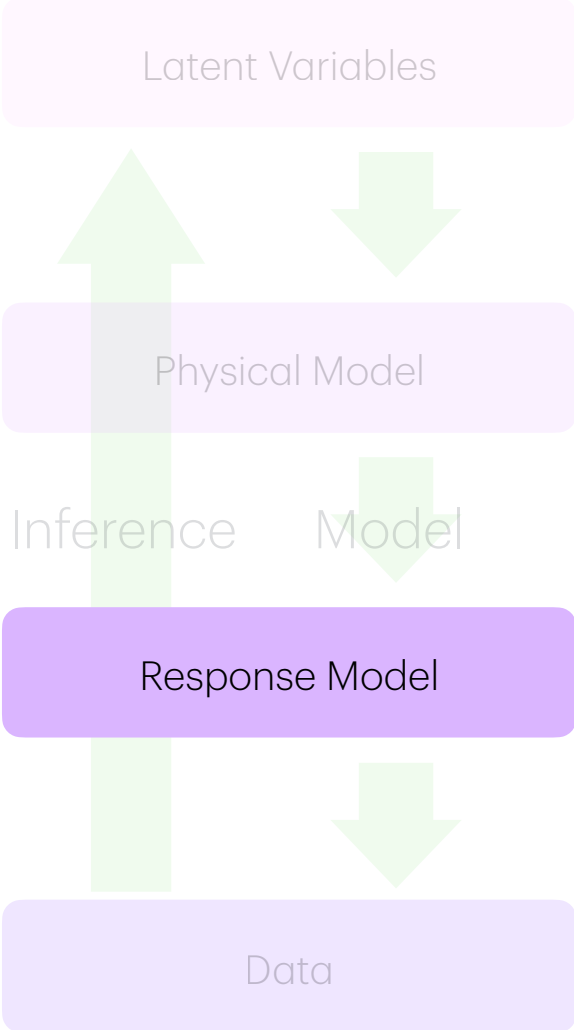 Latent Variables
Physical Model
Inference Model
Response Model
Data